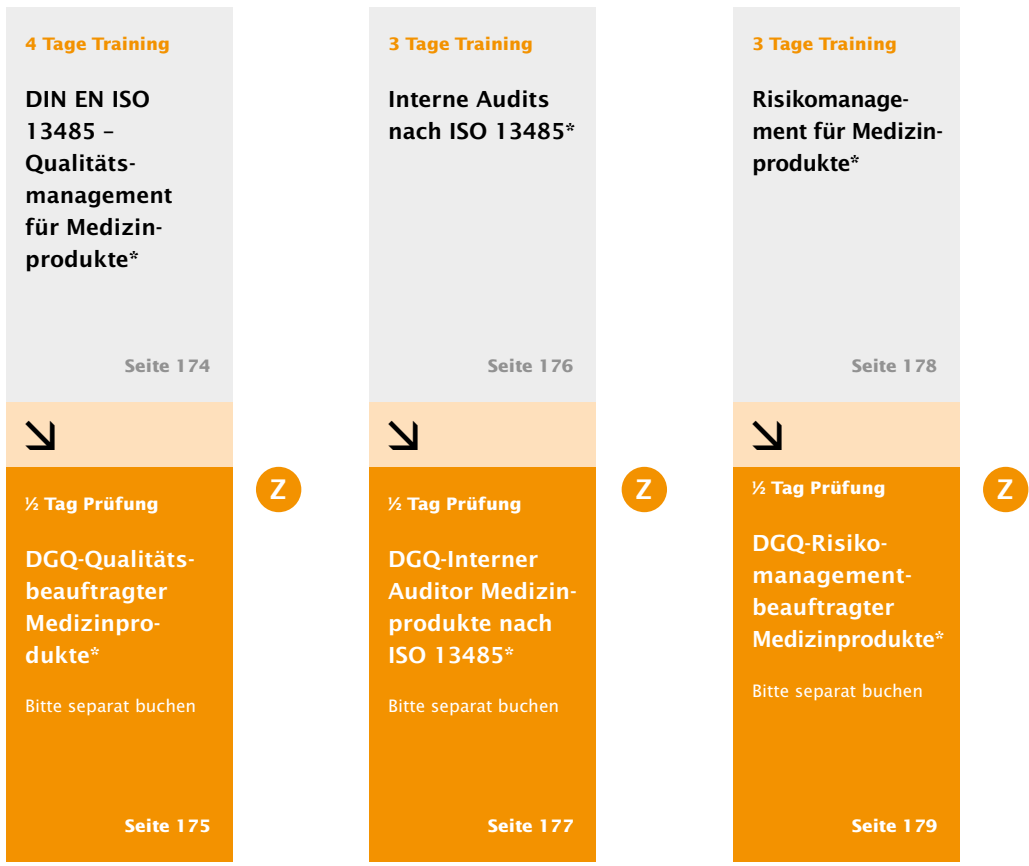 4 Tage Training
DIN EN ISO
13485 –
Qualitäts-
management
für Medizin-
produkte*
Seite 174
½ Tag Prüfung
DGQ-Qualitäts-
beauftragter
Medizinpro-
dukte*
Bitte separat buchen
Seite 175
Z
3 Tage Training
Interne Audits
nach ISO 13485*
Seite 176
½ Tag Prüfung
DGQ-Interner
Auditor Medizin-
produkte nach
ISO 13485*
Bitte separat buchen
Seite 177
Z
3 Tage Training
Risikomanage-
ment für Medizin-
produkte*
Seite 178
½ Tag Prüfung
DGQ-Risiko-
management-
beauftragter
Medizinprodukte*
Bitte separat buchen
Seite 179
Z